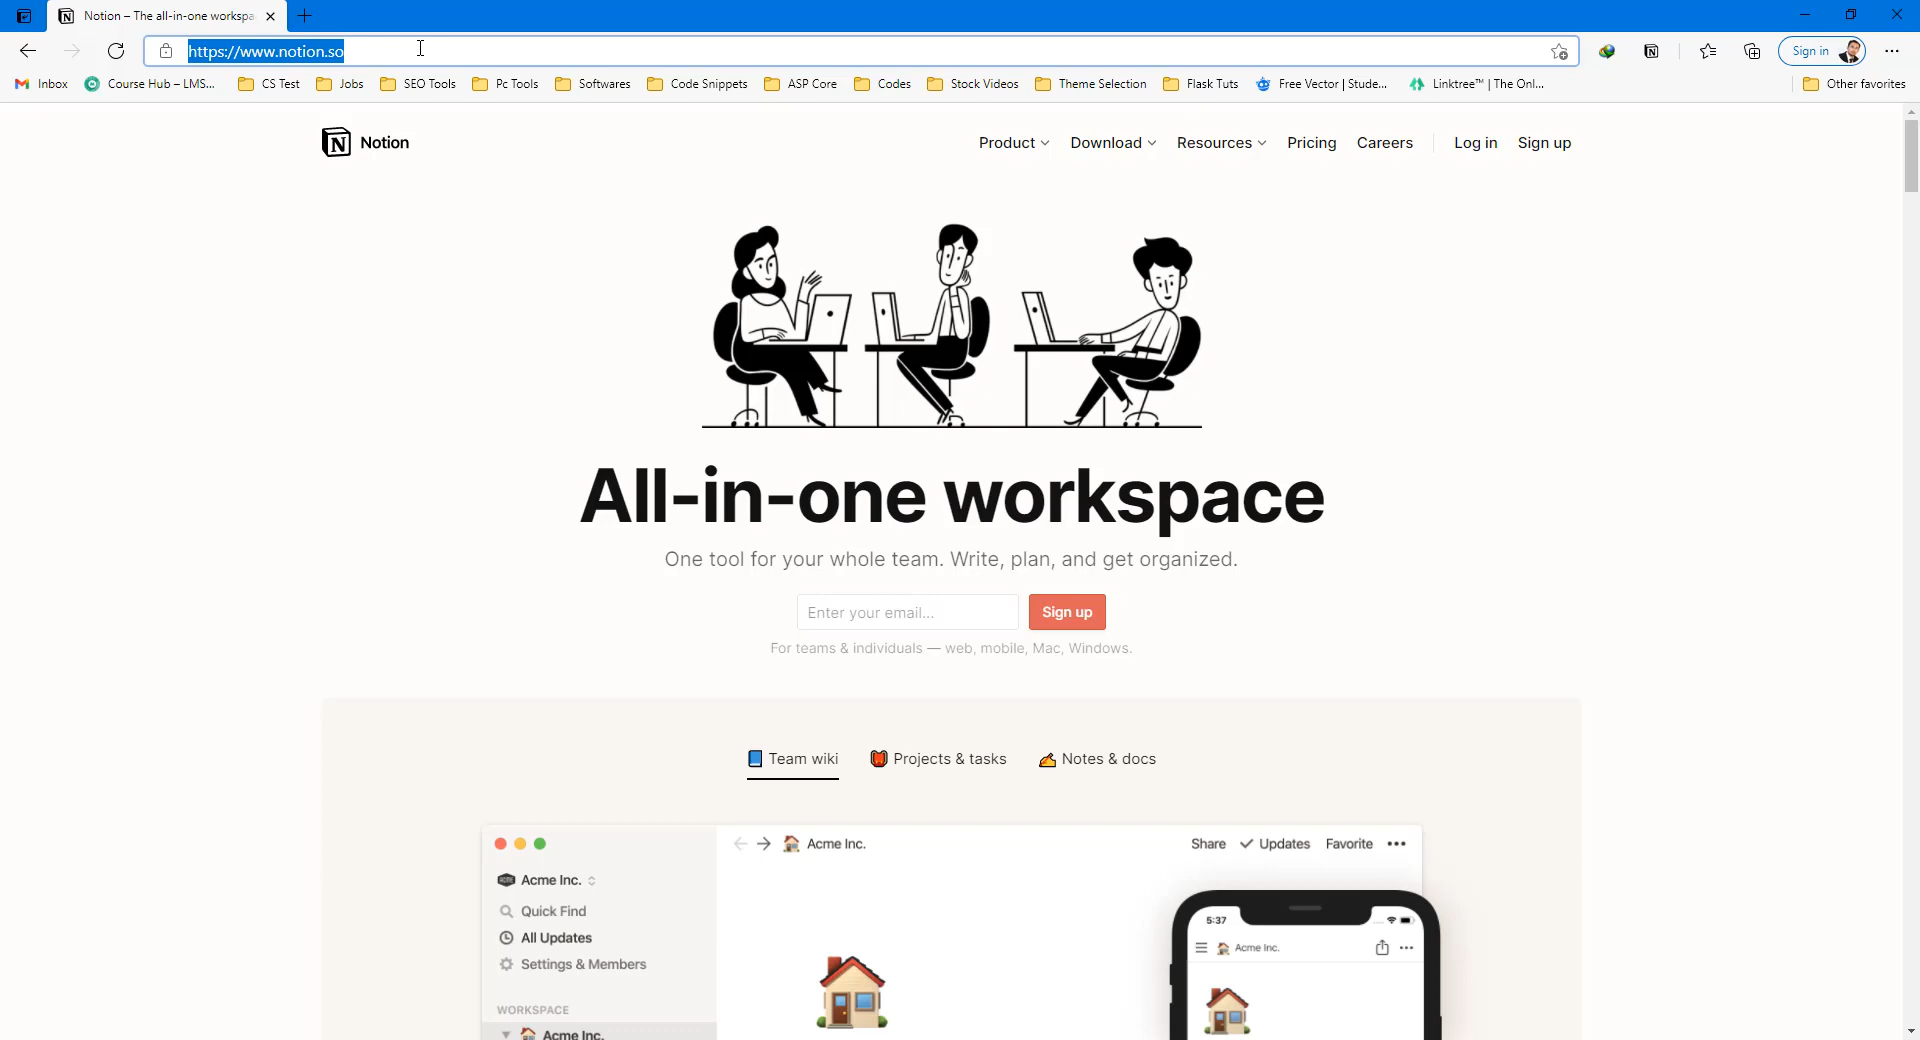 Notion – The all-in-one workspa
https://www.notion.so
Sign in
Inbox
Course Hub – LMS...
CS Test
Jobs
SEO Tools
Pc Tools
Softwares
Code Snippets
ASP Core
Codes
Stock Videos
Theme Selection
Flask Tuts
Free Vector | Stude...
Linktree™ | The Onl...
Other favorites
Notion
Product
Download
Resources
Pricing
Careers
Log in
Sign up
All-in-one workspace
One tool for your whole team. Write, plan, and get organized.
Enter your email...
Sign up
For teams & individuals — web, mobile, Mac, Windows.
Team wiki
Projects & tasks
Notes & docs
Acme Inc.
Share
Updates
Favorite
Acme Inc.
Quick Find
All Updates
Settings & Members
WORKSPACE
Acme Inc.
5:37
Acme Inc.